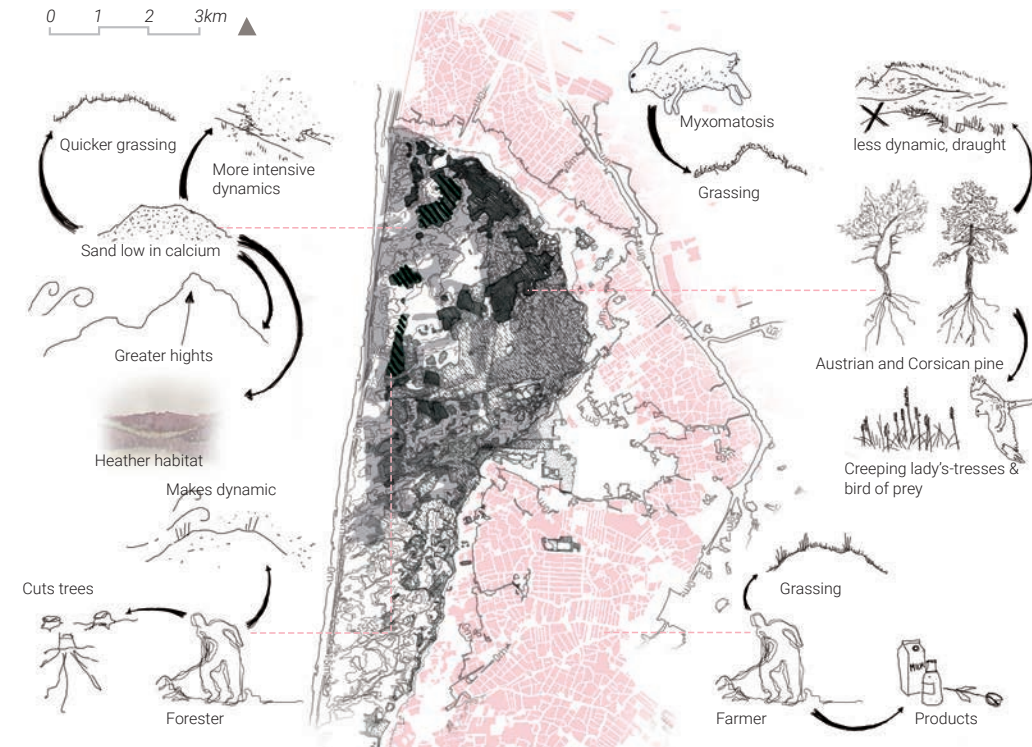 0 1 2 3km
Quicker grassing
More intensive
dynamics
Sand low in calcium
Greater hights
Heather habitat
Makes dynamic
Cuts trees
Forester
Myxomatosis
Grassing
less dynamic, draught
Austrian and Corsican pine
Creeping lady's-tresses &
bird of prey
Grassing
Farmer
MILK
Products